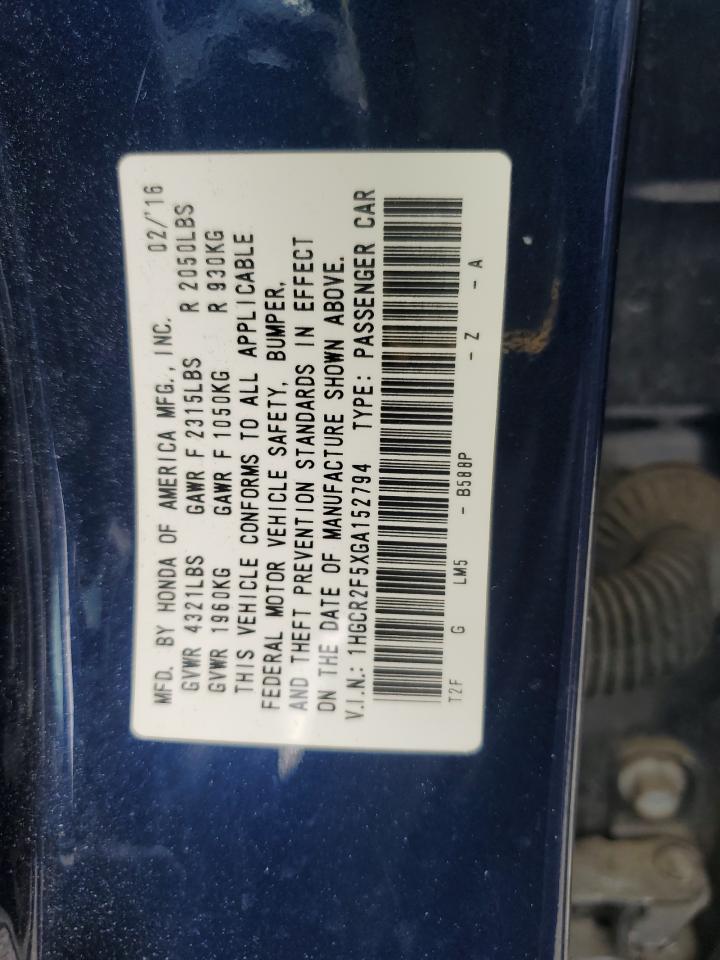 MFD. BY HONDA OF AMERICA MFG., INC. 02/'16
GVWR 4321LBS GAWR F 2315LBS R 2050LBS
GVWR 1960KG GAWR F 1050KG R 930KG
THIS VEHICLE CONFORMS TO ALL APPLICABLE
FEDERAL MOTOR VEHICLE SAFETY, BUMPER,
AND THEFT PREVENTION STANDARDS IN EFFECT
ON THE DATE OF MANUFACTURE SHOWN ABOVE.
V.I.N.: 1HGCR2F5XGA152794 TYPE: PASSENGER CAR
T2F G LM5 - B588P - Z - A